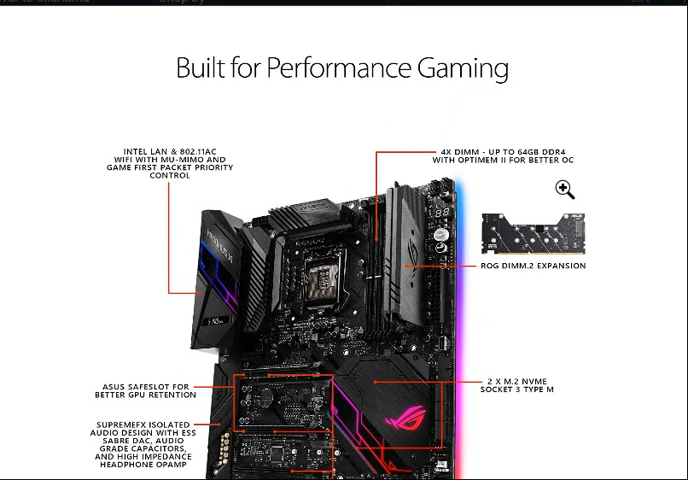 Built for Performance Gaming
INTEL LAN & 802.11AC
WIFI WITH MU-MIMO AND
GAME FIRST PACKET PRIORITY
CONTROL
4X DIMM - UP TO 64GB DDR4
WITH OPTIMEM II FOR BETTER OC
ROG DIMM.2 EXPANSION
ASUS SAFESLOT FOR
BETTER GPU RETENTION
2 X M.2 NVME
SOCKET 3 TYPE M
SUPREMEFX ISOLATED
AUDIO DESIGN WITH ESS
SABRE DAC, AUDIO
GRADE CAPACITORS,
AND HIGH IMPEDANCE
HEADPHONE OPAMP